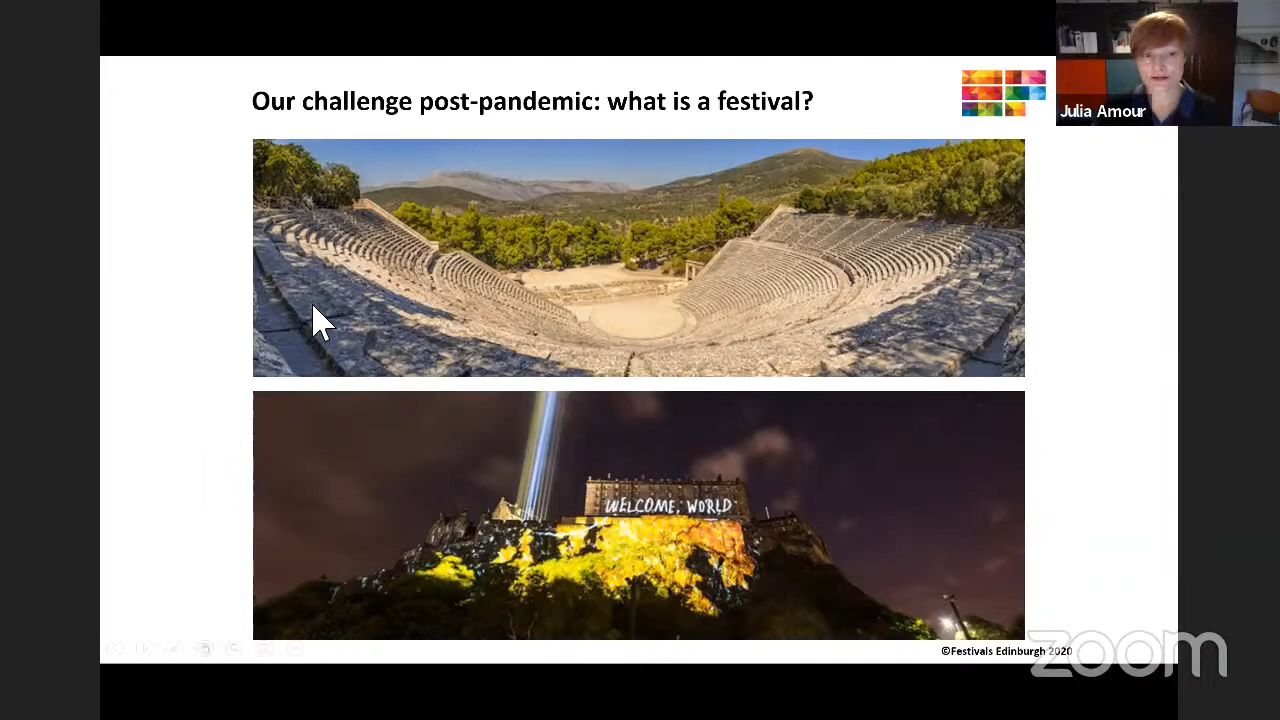 Our challenge post-pandemic: what is a festival?
Julia Amour
WELCOME, WORLD
©Festivals Edinburgh 2020
zoom